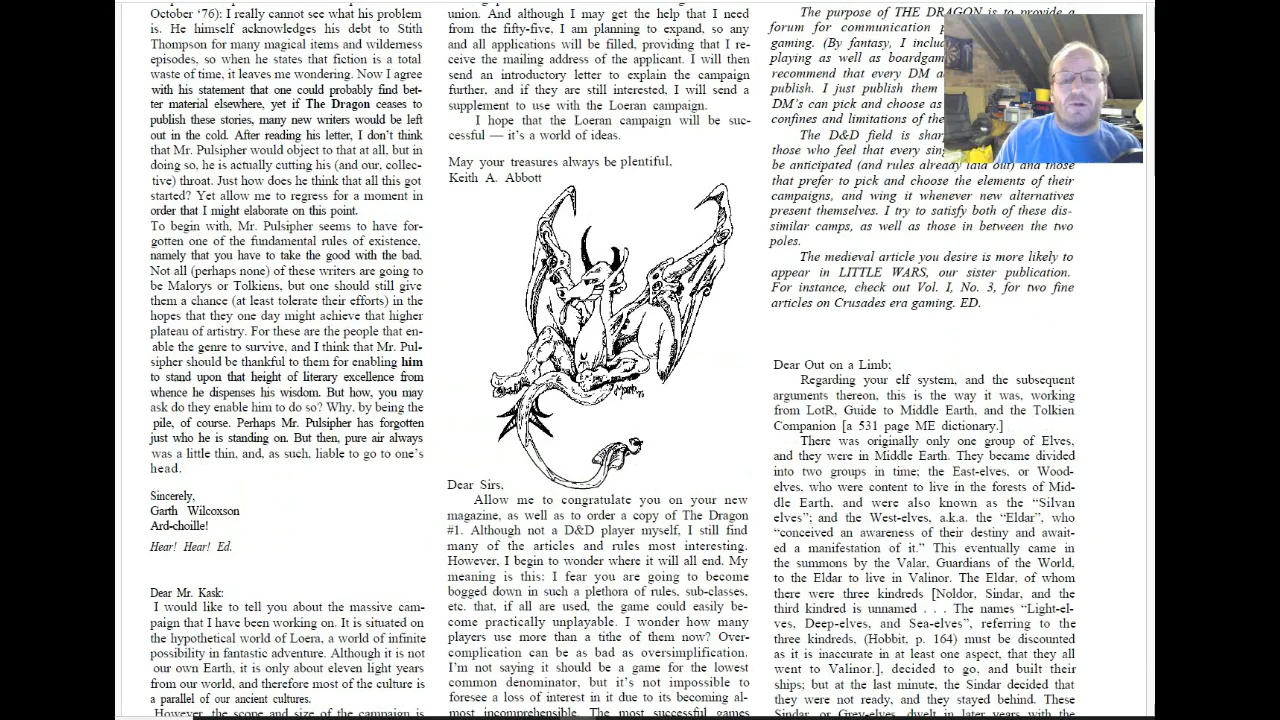 October ‘76): I really cannot see what his problem
is. He himself acknowledges his debt to Stith
Thompson for many magical items and wilderness
episodes, so when he states that fiction is a total
waste of time, it leaves me wondering. Now I agree
with his statement that one could probably find bet-
ter material elsewhere, yet if The Dragon ceases to
publish these stories, many new writers would be left
out in the cold. After reading his letter, I don’t think
that Mr. Pulsipher would object to that at all, but in
doing so, he is actually cutting his (and our, collec-
tive) throat. Just how does he think that all this got
started? Yet allow me to regress for a moment in
order that I might elaborate on this point.
To begin with, Mr. Pulsipher seems to have for-
gotten one of the fundamental rules of existence,
namely that you have to take the good with the bad.
Not all (perhaps none) of these writers are going to
be Malorys or Tolkiens, but one should still give
them a chance (at least tolerate their efforts) in the
hopes that they one day might achieve that higher
plateau of artistry. For these are the people that en-
able the genre to survive, and I think that Mr. Pul-
sipher should be thankful to them for enabling him
to stand upon that height of literary excellence from
whence he dispenses his wisdom. But how, you may
ask do they enable him to do so? Why, by being the
pile, of course. Perhaps Mr. Pulsipher has forgotten
just who he is standing on. But then, pure air always
was a little thin, and, as such, liable to go to one’s
head.
Sincerely,
Garth Wilcoxson
Ard-choille!
Hear! Hear! Ed.
Dear Mr. Kask:
I would like to tell you about the massive cam-
paign that I have been working on. It is situated on
the hypothetical world of Loera, a world of infinite
possibility in fantastic adventure. Although it is not
our own Earth, it is only about eleven light years
from our world, and therefore most of the culture is
a parallel of our ancient cultures.
However, the scope and size of the campaign is
union. And although I may get the help that I need
from the fifty-five, I am planning to expand, so any
and all applications will be filled, providing that I re-
ceive the mailing address of the applicant. I will then
send an introductory letter to explain the campaign
further, and if they are still interested, I will send a
supplement to use with the Loeran campaign.
I hope that the Loeran campaign will be suc-
cessful — it’s a world of ideas.
May your treasures always be plentiful,
Keith A. Abbott
Dear Sirs,
Allow me to congratulate you on your new
magazine, as well as to order a copy of The Dragon
#1. Although not a D&D player myself, I still find
many of the articles and rules most interesting.
However, I begin to wonder where it will all end. My
meaning is this: I fear you are going to become
bogged down in such a plethora of rules, sub-classes,
etc. that, if all are used, the game could easily be-
come practically unplayable. I wonder how many
players use more than a tithe of them now? Over-
complication can be as bad as oversimplification.
I’m not saying it should be a game for the lowest
common denominator, but it’s not impossible to
foresee a loss of interest in it due to its becoming al-
most incomprehensible. The most successful games
The purpose of THE DRAGON is to provide a
forum for communication
gaming. (By fantasy, I
playing as well as boardgam
recommend that every DM
publish. I just publish them
DM’s can pick and choose as
confines and limitations of
The D&D field is
those who feel that every
be anticipated (and rules already laid out) and those
that prefer to pick and choose the elements of their
campaigns, and wing it whenever new alternatives
present themselves. I try to satisfy both of these dis-
similar camps, as well as those in between the two
poles.
The medieval article you desire is more likely to
appear in LITTLE WARS, our sister publication.
For instance, check out Vol. I, No. 3, for two fine
articles on Crusades era gaming. ED.
Dear Out on a Limb;
Regarding your elf system, and the subsequent
arguments thereon, this is the way it was, working
from LotR, Guide to Middle Earth, and the Tolkien
Companion [a 531 page ME dictionary.]
There was originally only one group of Elves,
and they were in Middle Earth. They became divided
into two groups in time; the East-elves, or Wood-
elves, who were content to live in the forests of Mid-
dle Earth, and were also known as the “Silvan
elves”; and the West-elves, a.k.a. the “Eldar”, who
“conceived an awareness of their destiny and await-
ed a manifestation of it.” This eventually came in
the summons by the Valar, Guardians of the World,
to the Eldar to live in Valinor. The Eldar, of whom
there were three kindreds [Noldor, Sindar, and the
third kindred is unnamed . . . The names “Light-el-
ves, Deep-elves, and Sea-elves”, referring to the
three kindreds, (Hobbit, p. 164) must be discounted
as it is inaccurate in at least one aspect, that they all
went to Valinor.], decided to go, and built their
ships; but at the last minute, the Sindar decided that
they were not ready, and they stayed behind. These
Sindar, or Grey-elves, dwelt in later years with the